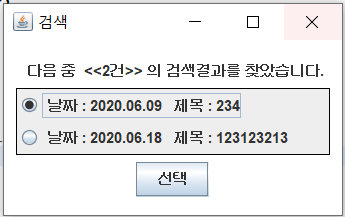 검색
다음 중 <<2건>> 의 검색결과를 찾았습니다.
날짜 : 2020.06.09 제목 : 234
날짜 : 2020.06.18 제목 : 123123213
선택